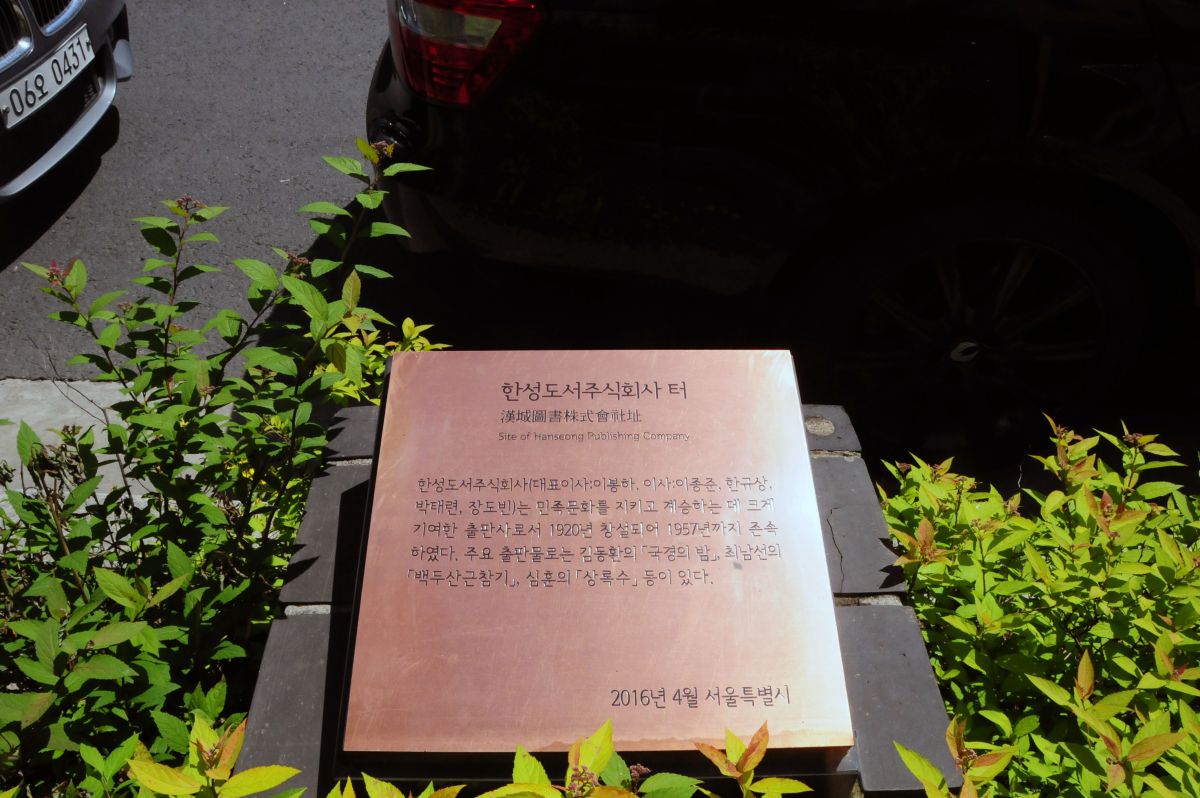 06오 0431
한성도서주식회사 터
漢城圖書株式會社址
Site of Hanseong Publishing Company
한성도서주식회사(대표이사:이봉하, 이사:이종준, 한규상,
박태련, 장도빈)는 민족문화를 지키고 계승하는 데 크게
기여한 출판사로서 1920년 창설되어 1957년까지 존속
하였다. 주요 출판물로는 김동환의 「국경의 밤」, 최남선의
「백두산근참기」, 심훈의 「상록수」 등이 있다.
2016년 4월 서울특별시